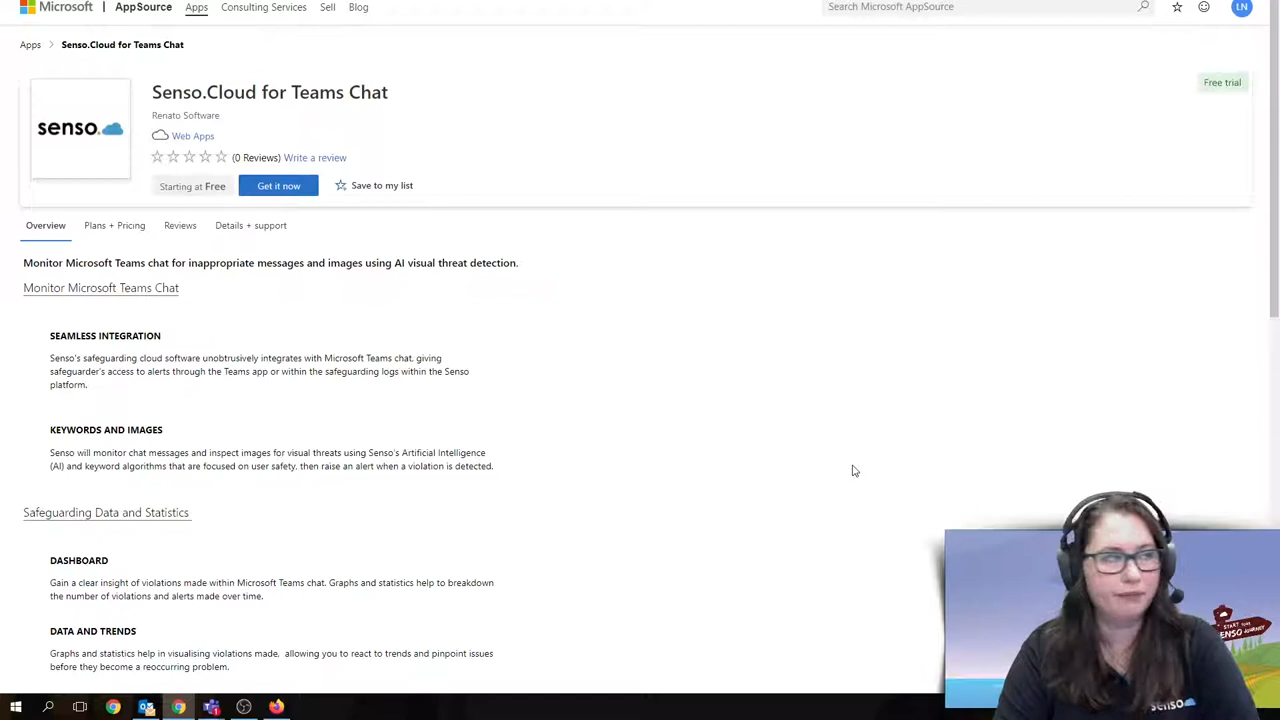 Microsoft | AppSource Apps Consulting Services Sell Blog Search Microsoft AppSource LN
Apps > Senso.Cloud for Teams Chat
senso.
Senso.Cloud for Teams Chat
Free trial
Renato Software
Web Apps
(0 Reviews) Write a review
Starting at Free Get it now Save to my list
Overview Plans + Pricing Reviews Details + support
Monitor Microsoft Teams chat for inappropriate messages and images using AI visual threat detection.
Monitor Microsoft Teams Chat
SEAMLESS INTEGRATION
Senso's safeguarding cloud software unobtrusively integrates with Microsoft Teams chat, giving
safeguarder's access to alerts through the Teams app or within the safeguarding logs within the Senso
platform.
KEYWORDS AND IMAGES
Senso will monitor chat messages and inspect images for visual threats using Senso's Artificial Intelligence
(AI) and keyword algorithms that are focused on user safety, then raise an alert when a violation is detected.
Safeguarding Data and Statistics
DASHBOARD
Gain a clear insight of violations made within Microsoft Teams chat. Graphs and statistics help to breakdown
the number of violations and alerts made over time.
DATA AND TRENDS
Graphs and statistics help in visualising violations made, allowing you to react to trends and pinpoint issues
before they become a reoccurring problem.
START YOUR
SENSO JOURNEY
senso